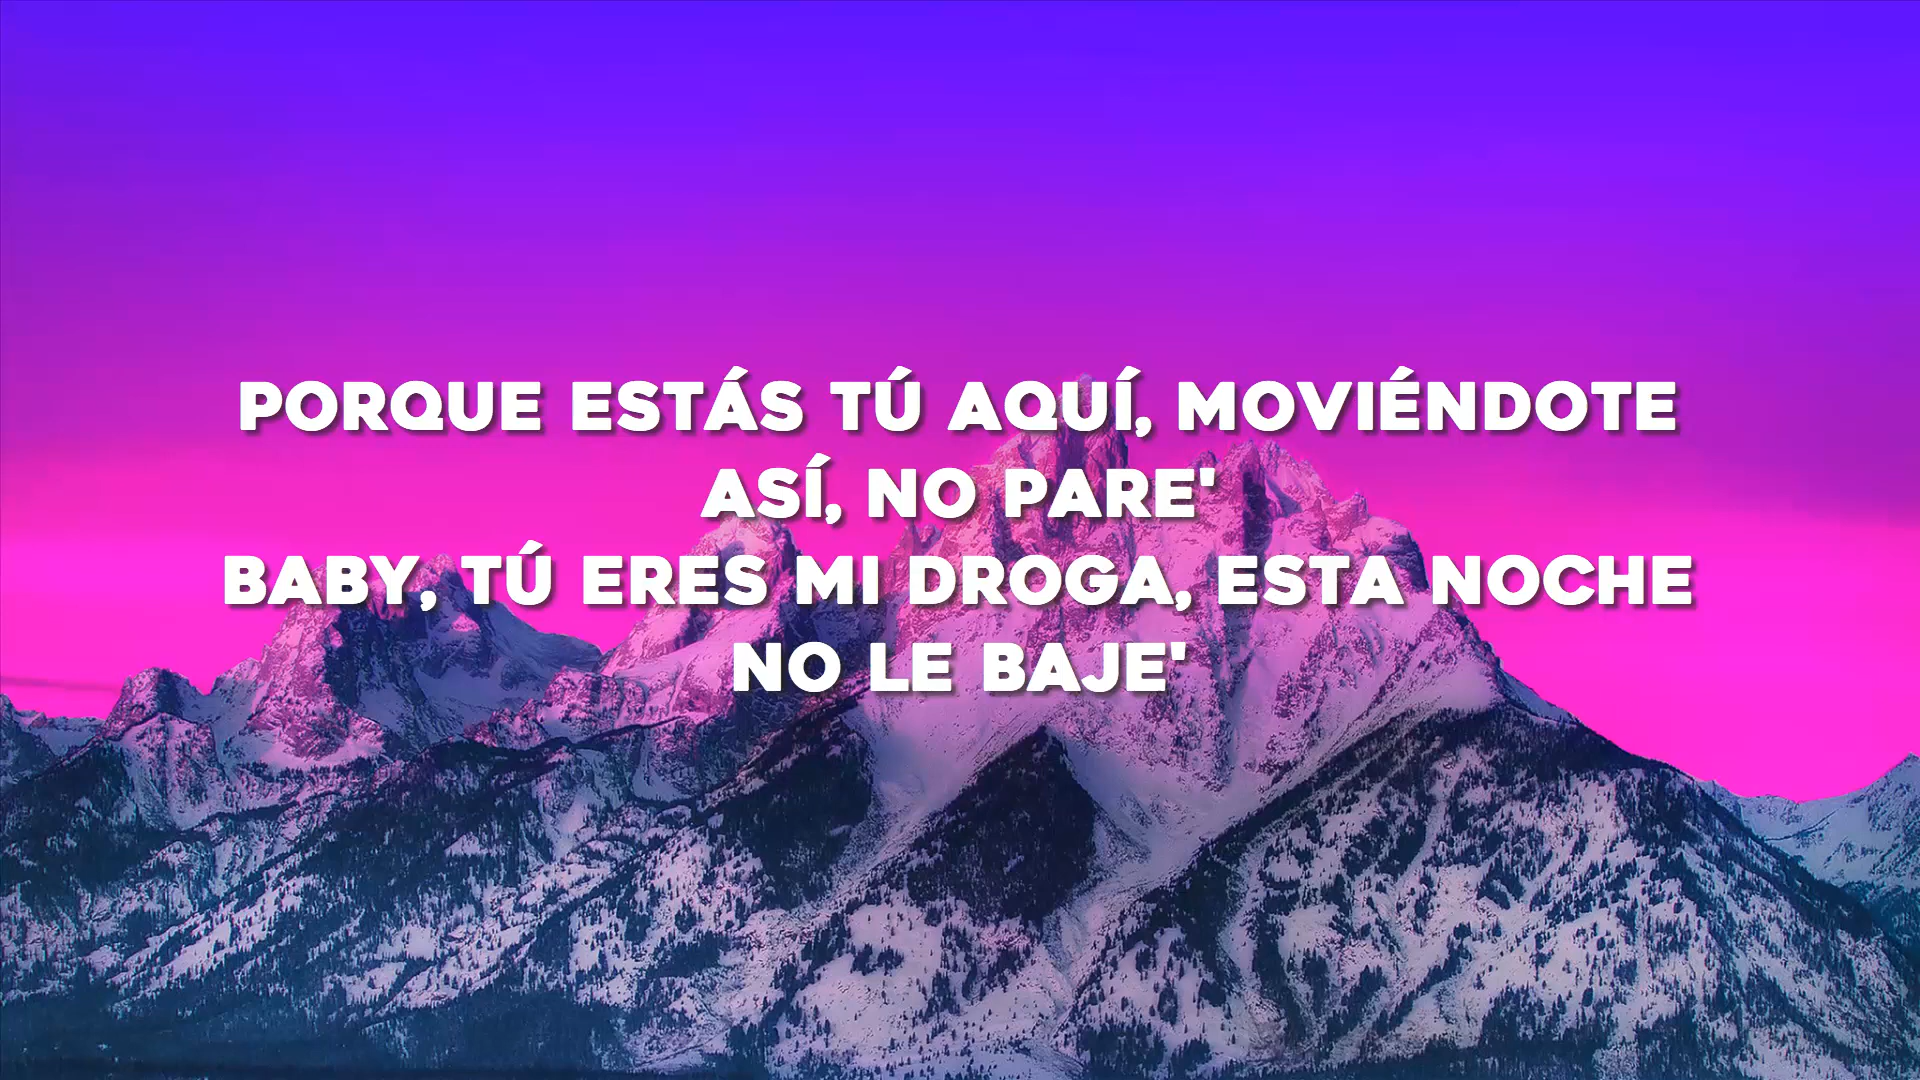 PORQUE ESTÁS TÚ AQUÍ, MOVIÉNDOTE
ASÍ, NO PARE'
BABY, TÚ ERES MI DROGA, ESTA NOCHE
NO LE BAJE'